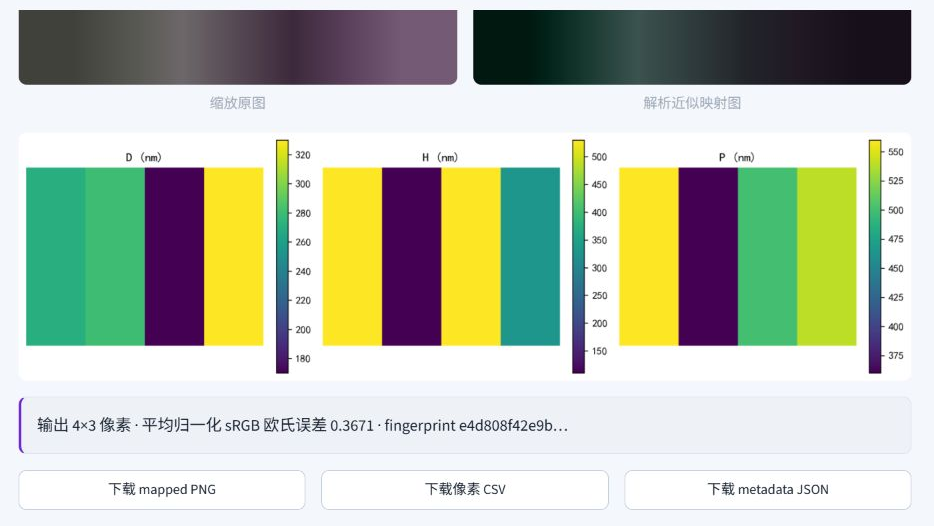 缩放原图
解析近似映射图
D (nm)
320
300
280
260
240
220
200
180
H (nm)
500
450
400
350
300
250
200
150
P (nm)
550
525
500
475
450
425
400
375
输出 4×3 像素 · 平均归一化 sRGB 欧氏误差 0.3671 · fingerprint e4d808f42e9b…
下载 mapped PNG
下载像素 CSV
下载 metadata JSON